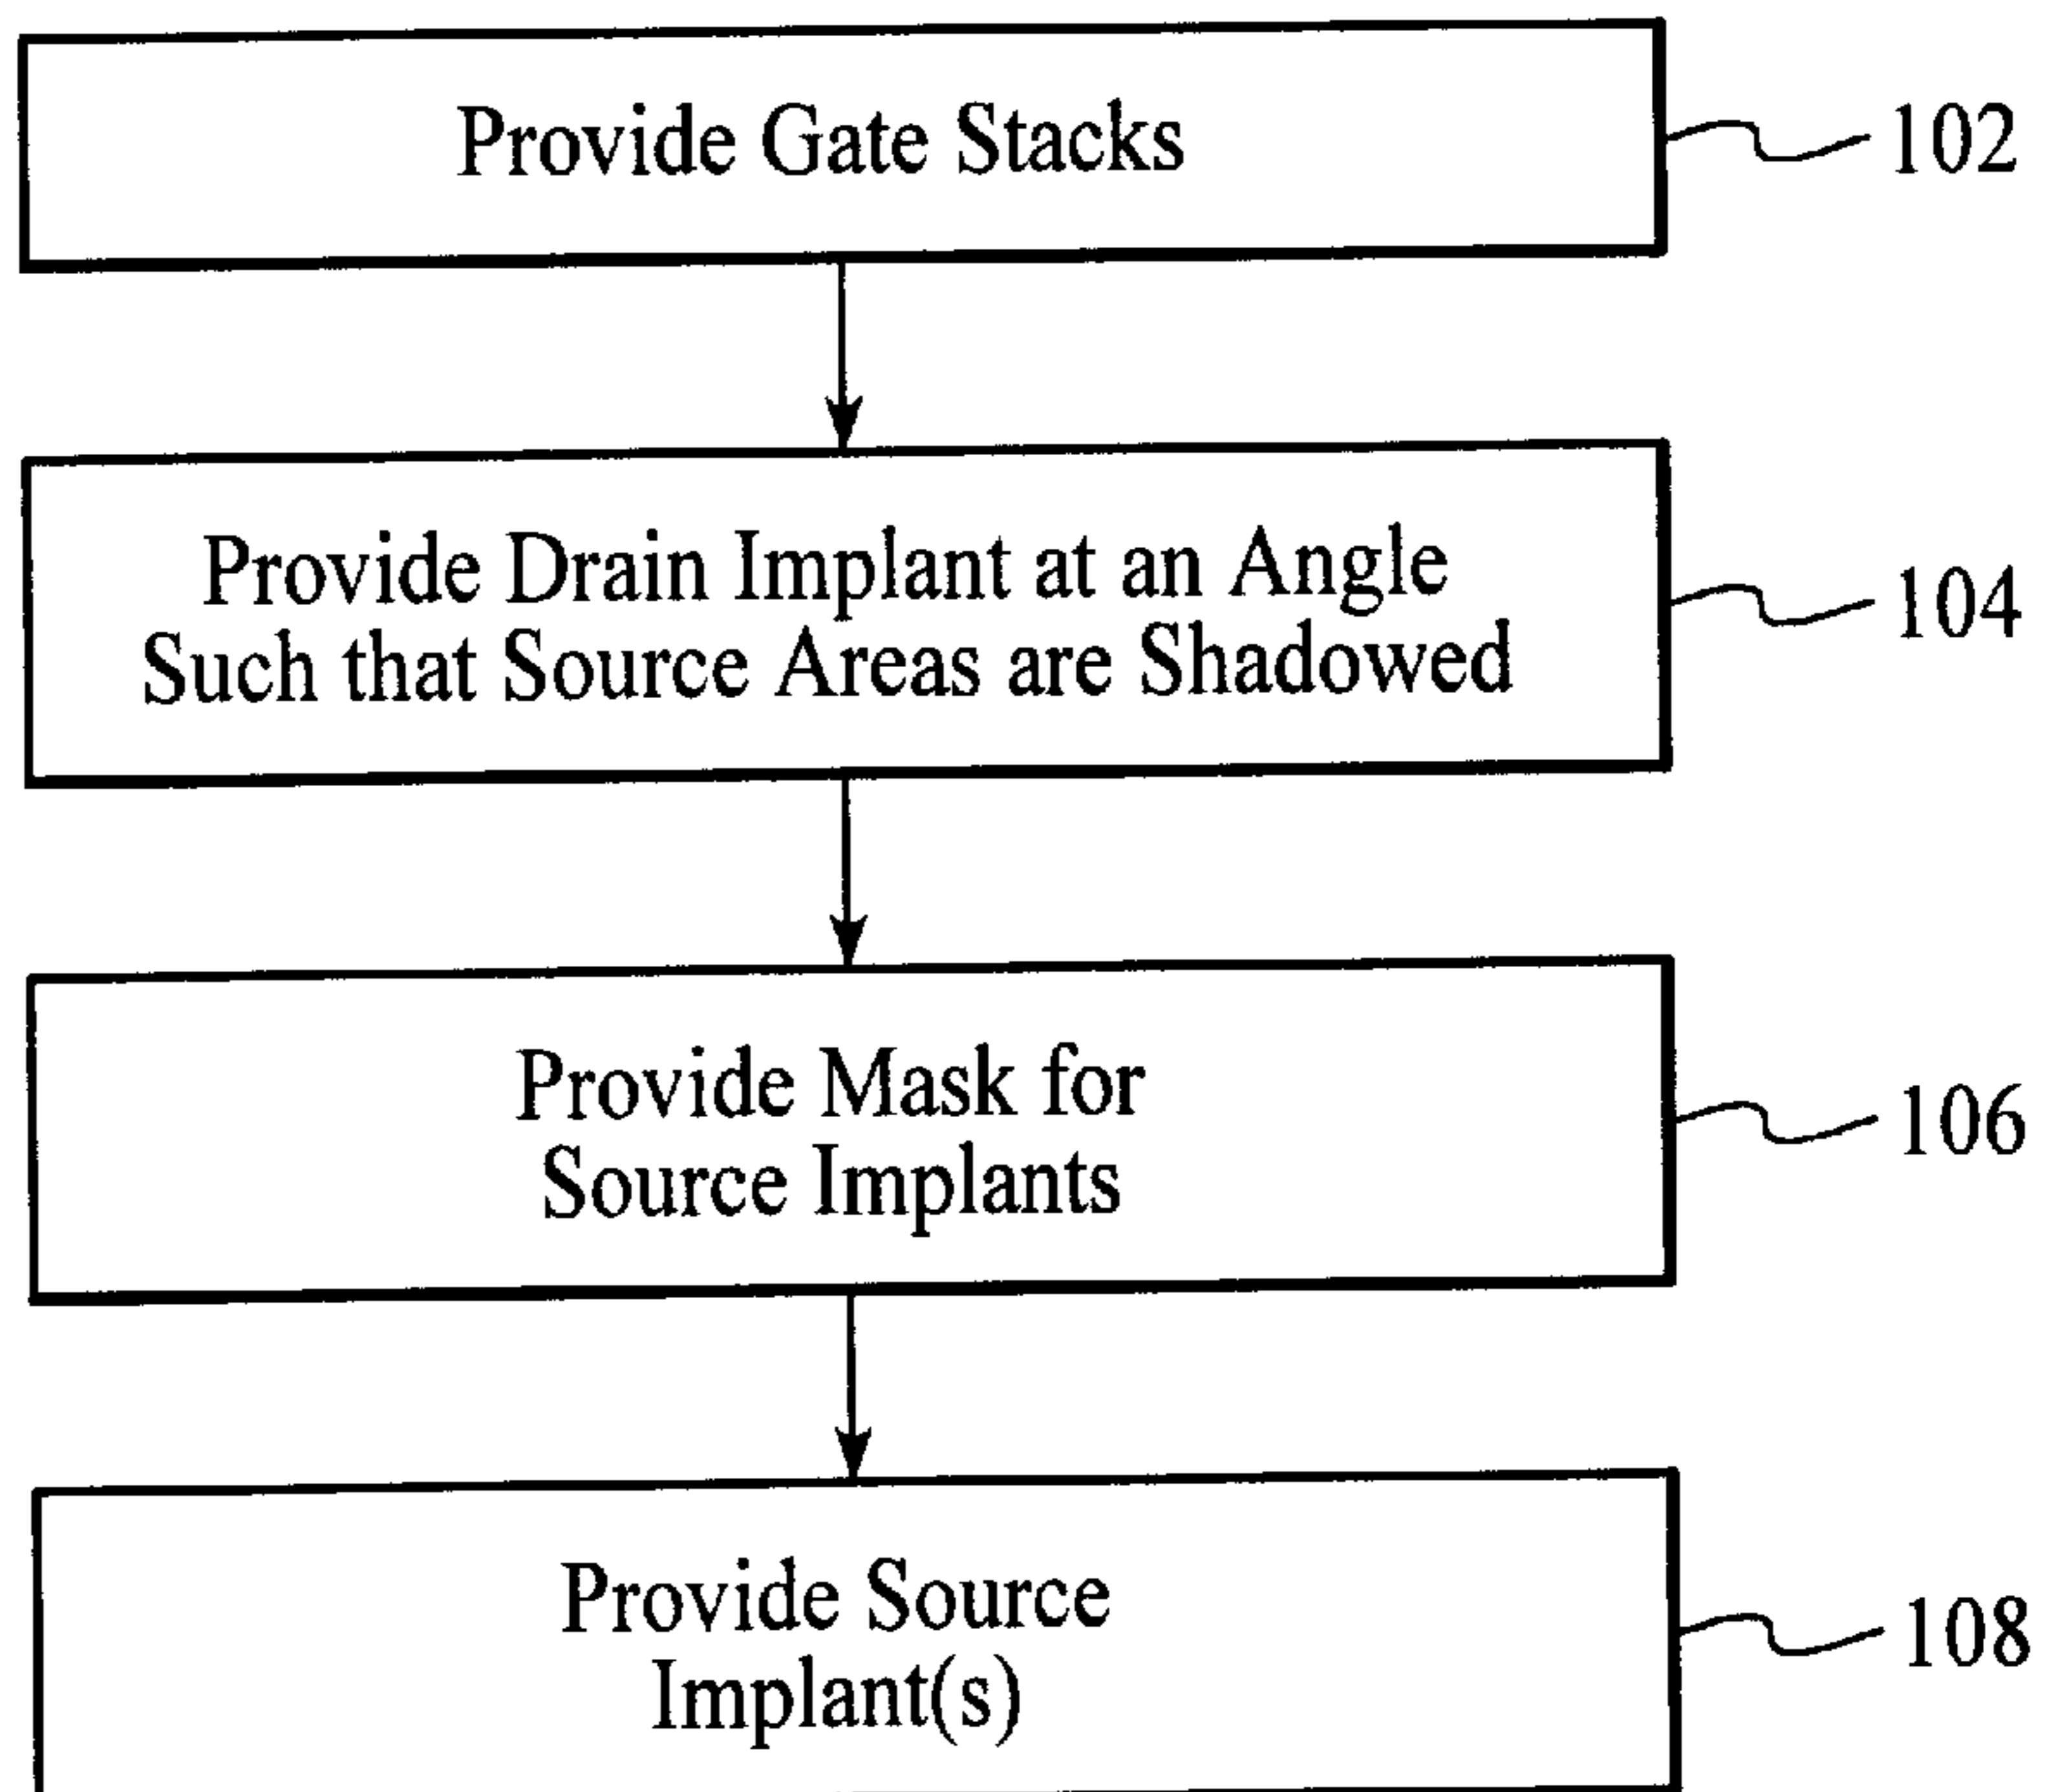 Provide Gate Stacks
102
Provide Drain Implant at an Angle
Such that Source Areas are Shadowed
104
Provide Mask for
Source Implants
106
Provide Source
Implant(s)
108